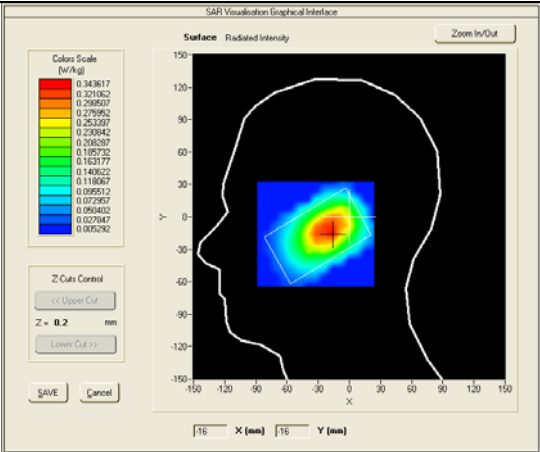 SAR Visualisation Graphical Interface
Surface Radiated Intensity
Zoom In/Out
Colors Scale
(W/kg)
0.343617
0.321062
0.298507
0.275952
0.253397
0.230842
0.208287
0.185732
0.163177
0.140622
0.118067
0.095512
0.072957
0.050402
0.027847
0.005292
Z-Cuts Control
<< Upper Cut
Z = 0.2 mm
Lower Cut >>
SAVE Cancel
150
120
90
60
30
0
-30
-60
-90
-120
-150
Y
-150 -120 -90 -60 -30 0 30 60 90 120 150
X
-16 X (mm) -16 Y (mm)